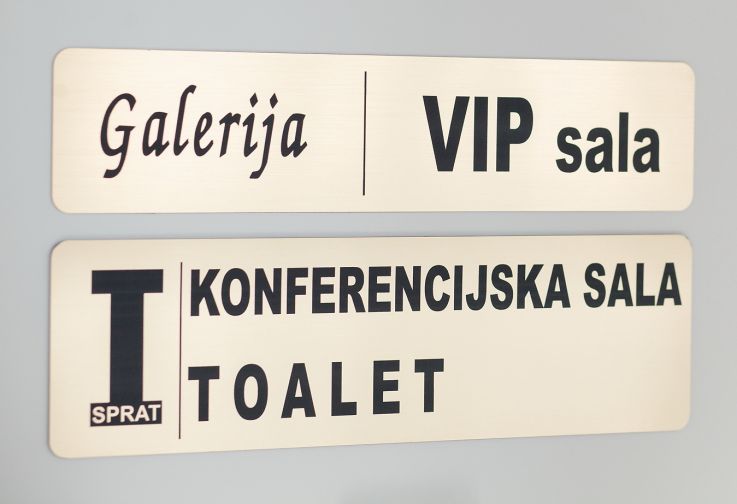 Galerija
VIP sala
I
SPRAT
KONFERENCIJSKA SALA
TOALET